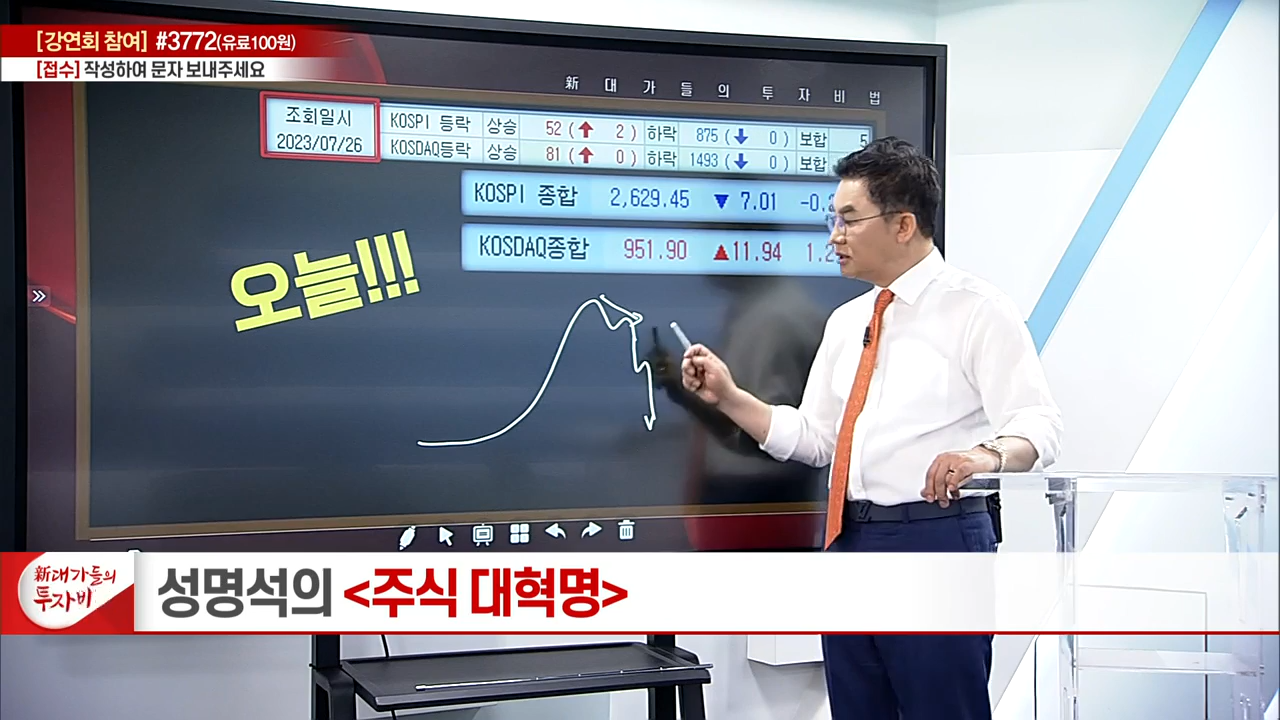 [강연회 참여] #3772(유료100원)
[접수] 작성하여 문자 보내주세요
新 대 가 들 의 투 자 비 법
조회일시
2023/07/26
KOSPI 등락 상승 52 (↑ 2 ) 하락 875 (↓ 0 ) 보합 5
KOSDAQ등락 상승 81 (↑ 0 ) 하락 1493 (↓ 0 ) 보합
KOSPI 종합 2,629.45 ▼ 7.01 -0.
KOSDAQ종합 951.90 ▲11.94 1.2
오늘!!!
新대가들의
투자비
성명석의 <주식 대혁명>